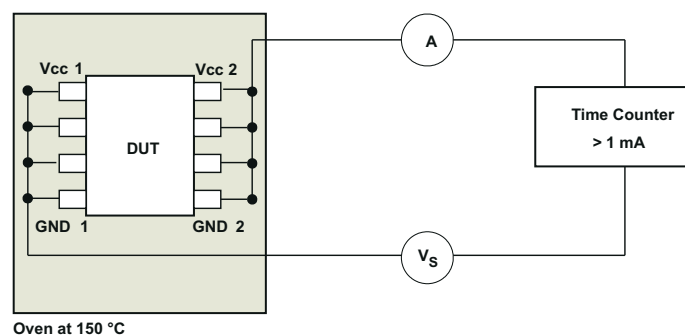 A
Vcc 1
Vcc 2
Time Counter
> 1 mA
DUT
GND 1
GND 2
VS
Oven at 150 °C